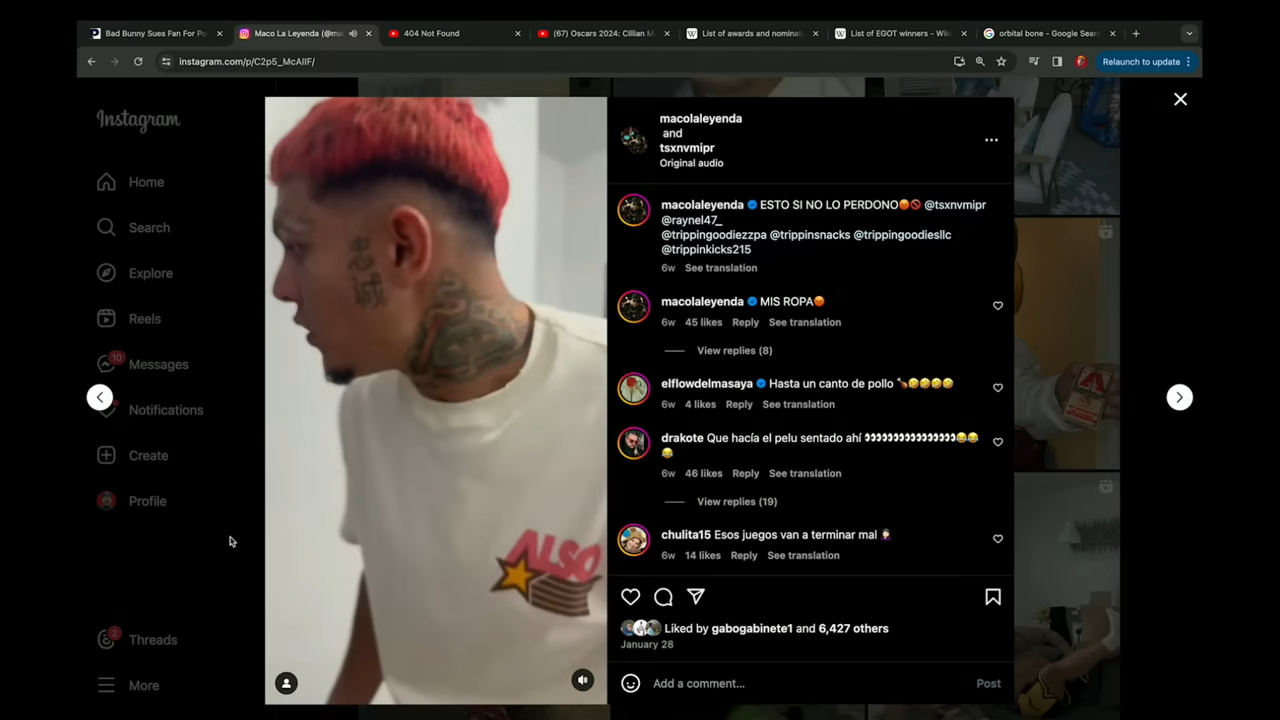 Bad Bunny Sues Fan For Po
Maco La Leyenda (@ma
404 Not Found
(67) Oscars 2024: Cillian M
List of awards and nominat
List of EGOT winners - Wiki
orbital bone - Google Sear
instagram.com/p/C2p5_McAIIF/
Relaunch to update
Instagram
Home
Search
Explore
Reels
10
Messages
Notifications
Create
Profile
2
Threads
More
ALSO
macolaleyenda
and
tsxnvmipr
Original audio
macolaleyenda ESTO SI NO LO PERDONO😡🚫 @tsxnvmipr
@raynel47_
@trippingoodiezzpa @trippinsnacks @trippingoodiesllc
@trippinkicks215
6w See translation
macolaleyenda MIS ROPA😡
6w 45 likes Reply See translation
View replies (8)
elflowdelmasaya Hasta un canto de pollo 🍗🤣🤣🤣🤣
6w 4 likes Reply See translation
drakote Que hacía el pelu sentado ahí 👀👀👀👀👀👀👀👀👀😂😂
😂
6w 46 likes Reply See translation
View replies (19)
chulita15 Esos juegos van a terminar mal 🤦🏻‍♀️
6w 14 likes Reply See translation
Liked by gabogabinete1 and 6,427 others
January 28
Add a comment...
Post